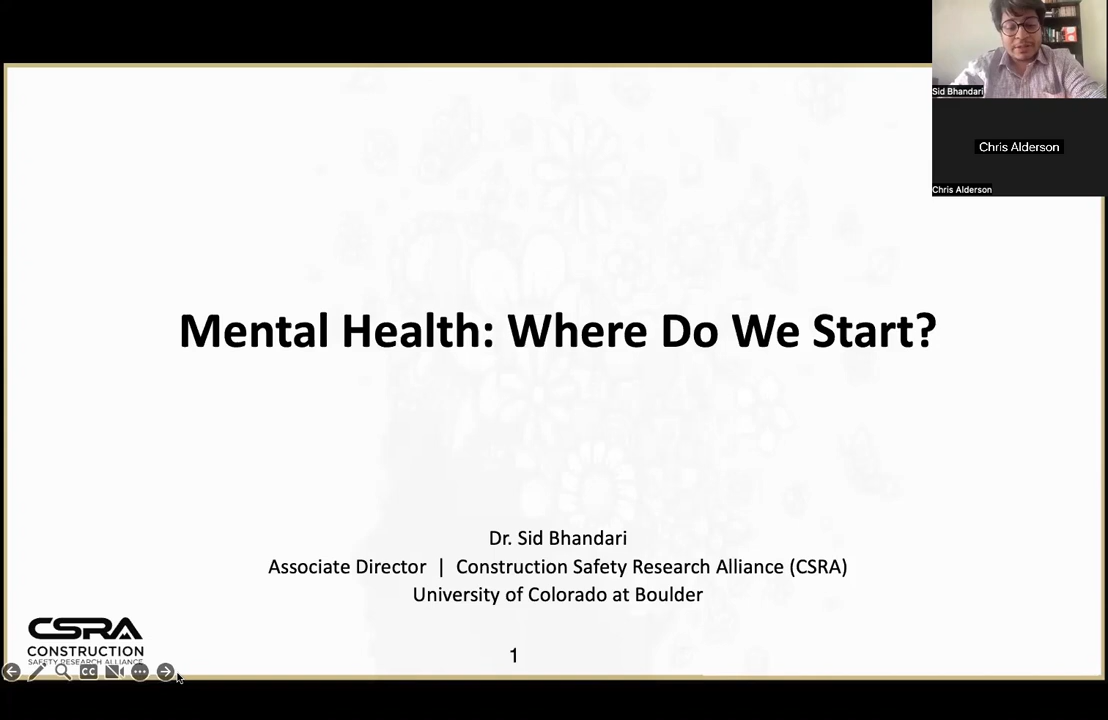 Sid Bhandari
Chris Alderson
Chris Alderson
Mental Health: Where Do We Start?
Dr. Sid Bhandari
Associate Director | Construction Safety Research Alliance (CSRA)
University of Colorado at Boulder
CSRA
CONSTRUCTION
SAFETY RESEARCH ALLIANCE
CC
1